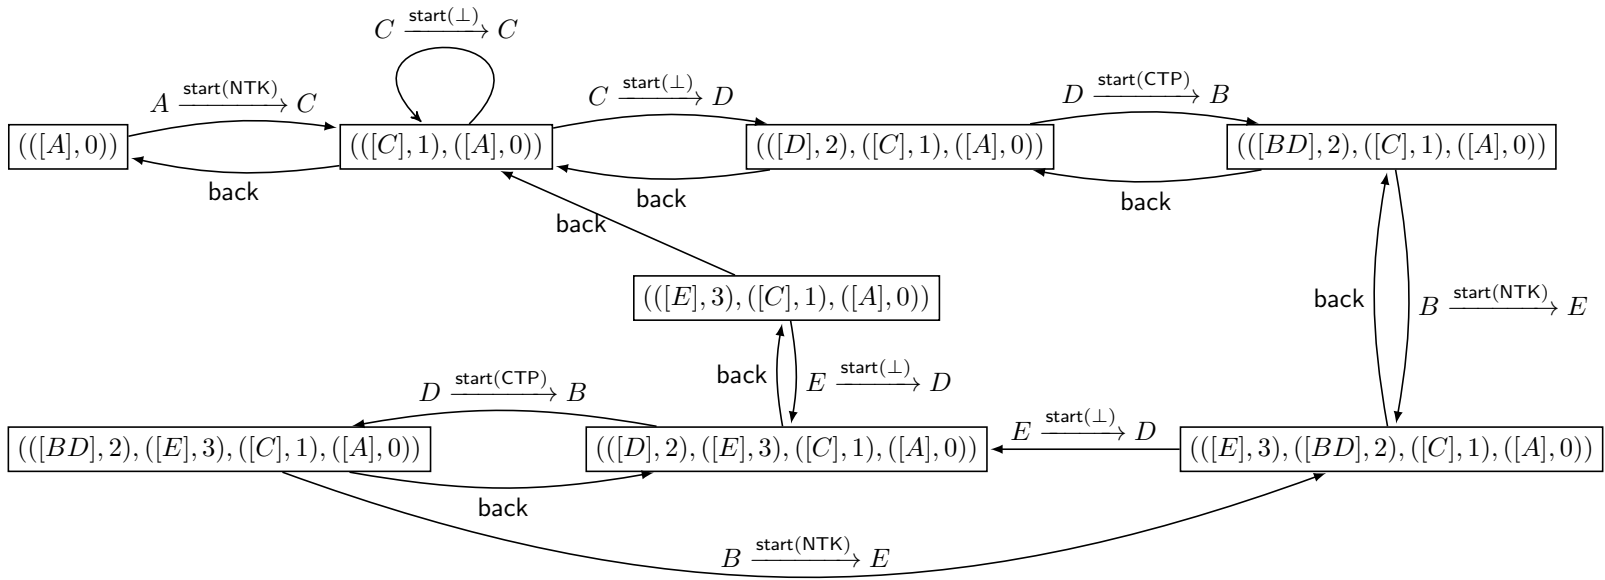 C start(⊥)⟶ C
A start(NTK)⟶ C
C start(⊥)⟶ D
D start(CTP)⟶ B
(([A],0))
(([C],1),([A],0))
(([D],2),([C],1),([A],0))
(([BD],2),([C],1),([A],0))
back
back
back
back
(([E],3),([C],1),([A],0))
back
B start(NTK)⟶ E
back
E start(⊥)⟶ D
D start(CTP)⟶ B
E start(⊥)⟶ D
(([BD],2),([E],3),([C],1),([A],0))
(([D],2),([E],3),([C],1),([A],0))
(([E],3),([BD],2),([C],1),([A],0))
back
B start(NTK)⟶ E